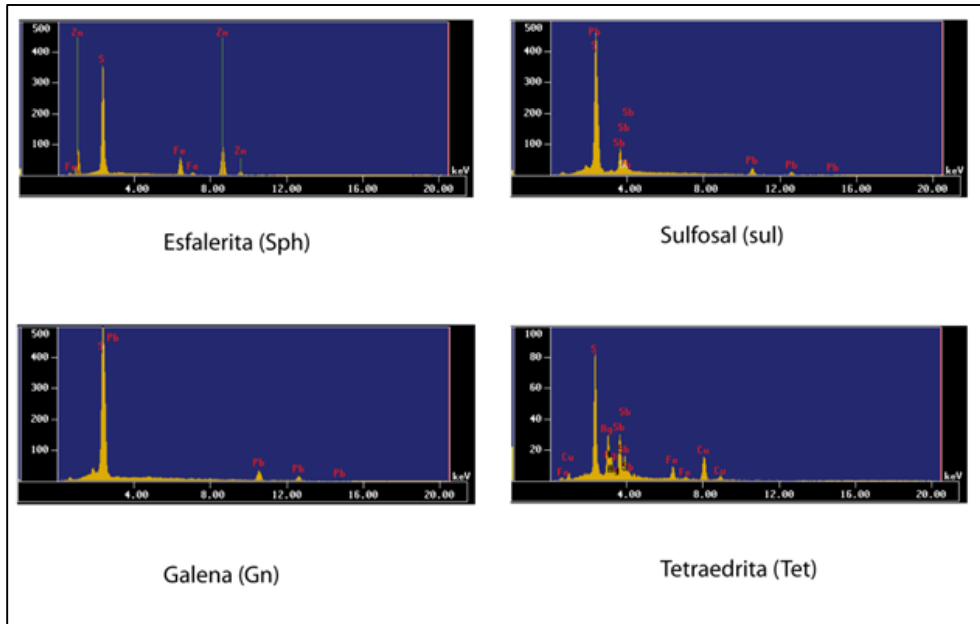 500
400
300
200
100
Zn
S
Fe
Fe
Fe
Zn
Zn
keV
4.00 8.00 12.00 16.00 20.00
Esfalerita (Sph)
500
400
300
200
100
Pb
S
Sb
Sb
Sb
Pb
Pb
Pb
keV
4.00 8.00 12.00 16.00 20.00
Sulfosal (sul)
500
400
300
200
100
Pb
Pb
Pb
Pb
keV
4.00 8.00 12.00 16.00 20.00
Galena (Gn)
100
80
60
40
20
S
Sb
Sb
Sb
Cu
Fe
Fe
Fe
Cu
Cu
keV
4.00 8.00 12.00 16.00 20.00
Tetraedrita (Tet)